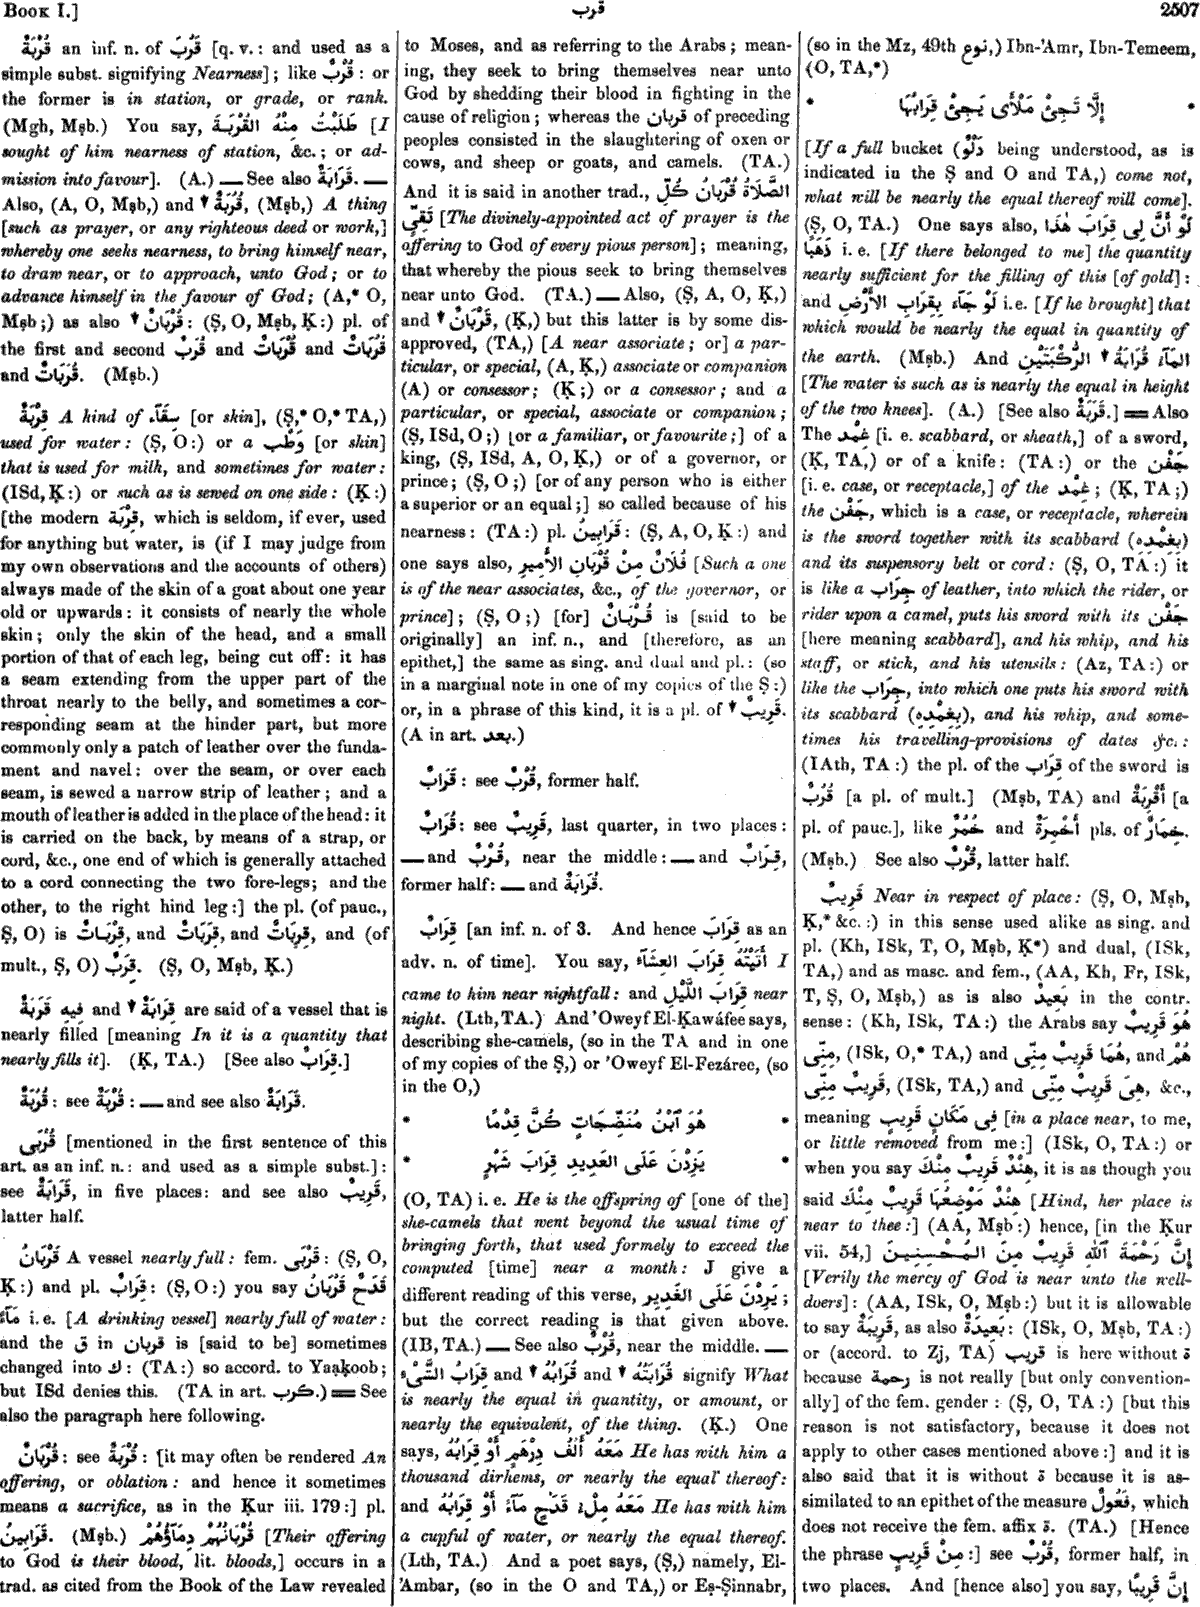 Book I.]
قرب
2507
قُرْبَةٌ an inf. n. of قَرُبَ [q. v.: and used as a
simple subst. signifying Nearness]; like قُرْبٌ: or
the former is in station, or grade, or rank.
(Mgh, Mṣb.) You say, طَلَبْتُ مِنْهُ القُرْبَةَ [I
sought of him nearness of station, &c.; or ad-
mission into favour]. (A.) — See also قَرَابَةٌ. —
Also, (A, O, Mṣb,) and ↓ قُرُبَةٌ, (Mṣb,) A thing
[such as prayer, or any righteous deed or work,]
whereby one seeks nearness, to bring himself near,
to draw near, or to approach, unto God; or to
advance himself in the favour of God; (A,* O,
Mṣb;) as also ↓ قُرْبَانٌ: (Ṣ, O, Mṣb, Ḳ:) pl. of
the first and second قُرَبٌ and قُرْبَاتٌ and قُرُبَاتٌ
and قُرَبَاتٌ. (Mṣb.)
قِرْبَةٌ A kind of سِقَآء [or skin], (Ṣ,* O,* TA,)
used for water: (Ṣ, O:) or a وَطْب [or skin]
that is used for milk, and sometimes for water:
(ISd, Ḳ:) or such as is sewed on one side: (Ḳ:)
[the modern قِرْبَة, which is seldom, if ever, used
for anything but water, is (if I may judge from
my own observations and the accounts of others)
always made of the skin of a goat about one year
old or upwards: it consists of nearly the whole
skin; only the skin of the head, and a small
portion of that of each leg, being cut off: it has
a seam extending from the upper part of the
throat nearly to the belly, and sometimes a cor-
responding seam at the hinder part, but more
commonly only a patch of leather over the funda-
ment and navel: over the seam, or over each
seam, is sewed a narrow strip of leather; and a
mouth of leather is added in the place of the head: it
is carried on the back, by means of a strap, or
cord, &c., one end of which is generally attached
to a cord connecting the two fore-legs; and the
other, to the right hind leg:] the pl. (of pauc.,
Ṣ, O) is قِرْبَاتٌ, and قِرَبَاتٌ, and قِرِبَاتٌ, and (of
mult., Ṣ, O) قِرَبٌ. (Ṣ, O, Mṣb, Ḳ.)
فِيهِ قَرَبَةٌ and ↓ قِرَابَةٌ are said of a vessel that is
nearly filled [meaning In it is a quantity that
nearly fills it]. (Ḳ, TA.) [See also قِرَابٌ.]
قُرُبَةٌ: see قُرْبَةٌ: — and see also قَرَابَةٌ.
قُرْبَى [mentioned in the first sentence of this
art. as an inf. n.: and used as a simple subst.]:
see قَرَابَةٌ, in five places: and see also قَرِيبٌ,
latter half.
قَرْبَانُ A vessel nearly full: fem. قَرْبَى: (Ṣ, O,
Ḳ:) and pl. قِرَابٌ: (Ṣ, O:) you say قَدَحٌ قَرْبَانُ
مَآءً i. e. [A drinking vessel] nearly full of water:
and the ق in قربان is [said to be] sometimes
changed into ك: (TA:) so accord. to Yaạḳoob;
but ISd denies this. (TA in art. كرب.) = See
also the paragraph here following.
قُرْبَانٌ: see قُرْبَةٌ: [it may often be rendered An
offering, or oblation: and hence it sometimes
means a sacrifice, as in the Ḳur iii. 179:] pl.
قَرَابِينُ. (Mṣb.) قُرْبَانُهُمْ دِمَاؤُهُمْ [Their offering
to God is their blood, lit. bloods,] occurs in a
trad. as cited from the Book of the Law revealed
to Moses, and as referring to the Arabs; mean-
ing, they seek to bring themselves near unto
God by shedding their blood in fighting in the
cause of religion; whereas the قربان of preceding
peoples consisted in the slaughtering of oxen or
cows, and sheep or goats, and camels. (TA.)
And it is said in another trad., الصَّلَاةُ قُرْبَانُ كُلِّ
تَقِيٍّ [The divinely-appointed act of prayer is the
offering to God of every pious person]; meaning,
that whereby the pious seek to bring themselves
near unto God. (TA.) — Also, (Ṣ, A, O, Ḳ,)
and ↓ قَرْبَانٌ, (Ḳ,) but this latter is by some dis-
approved, (TA,) [A near associate; or] a par-
ticular, or special, (A, Ḳ,) associate or companion
(A) or consessor; (Ḳ;) or a consessor; and a
particular, or special, associate or companion;
(Ṣ, ISd, O;) [or a familiar, or favourite;] of a
king, (Ṣ, ISd, A, O, Ḳ,) or of a governor, or
prince; (Ṣ, O;) [or of any person who is either
a superior or an equal;] so called because of his
nearness: (TA:) pl. قَرَابِينُ: (Ṣ, A, O, Ḳ:) and
one says also, فُلَانٌ مِنْ قُرْبَانِ الأَمِيرِ [Such a one
is of the near associates, &c., of the governor, or
prince]; (Ṣ, O;) [for] قُرْبَانٌ is [said to be
originally] an inf. n., and [therefore, as an
epithet,] the same as sing. and dual and pl.: (so
in a marginal note in one of my copies of the Ṣ:)
or, in a phrase of this kind, it is a pl. of ↓ قَرِيبٌ.
(A in art. بعد.)
قَرَابٌ: see قُرْبٌ, former half.
قُرَابٌ: see قَرِيبٌ, last quarter, in two places:
— and قُرْبٌ, near the middle: — and قِرَابٌ,
former half: — and قُرَابَةٌ.
قِرَابٌ [an inf. n. of 3. And hence قِرَابَ as an
adv. n. of time]. You say, أَتَيْتُهُ قِرَابَ العِشَآءِ I
came to him near nightfall: and قِرَابَ اللَّيْلِ near
night. (Lth, TA.) And 'Oweyf El-Ḳawáfee says,
describing she-camels, (so in the TA and in one
of my copies of the Ṣ,) or 'Oweyf El-Fezáree, (so
in the O,)
* هُوَ ٱبْنُ مُنَضِّجَاتٍ كُنَّ قِدْمًا *
* يَزِدْنَ عَلَى العَدِيدِ قِرَابَ شَهْرِ *
(O, TA) i. e. He is the offspring of [one of the]
she-camels that went beyond the usual time of
bringing forth, that used formely to exceed the
computed [time] near a month: J give a
different reading of this verse, يَرِدْنَ عَلَى الغَدِيرِ;
but the correct reading is that given above.
(IB, TA.) — See also قُرْبٌ, near the middle. —
قِرَابُ الشَّىْءِ and ↓ قُرَابُهُ and ↓ قُرَابَتُهُ signify What
is nearly the equal in quantity, or amount, or
nearly the equivalent, of the thing. (Ḳ.) One
says, مَعَهُ أَلْفُ دِرْهَمٍ أَوْ قِرَابُهُ He has with him a
thousand dirhems, or nearly the equal thereof:
and مَعَهُ مِلْءُ قَدَحٍ مَآءً أَوْ قِرَابُهُ He has with him
a cupful of water, or nearly the equal thereof.
(Lth, TA.) And a poet says, (Ṣ,) namely, El-
'Ambar, (so in the O and TA,) or Eṣ-Ṣinnabr,
(so in the Mz, 49th نوع,) Ibn-'Amr, Ibn-Temeem,
(O, TA,*)
* إِلَّا تَجِئْ مَلْأَى يَجِئْ قِرَابُهَا *
[If a full bucket (دَلْوٌ being understood, as is
indicated in the Ṣ and O and TA,) come not,
what will be nearly the equal thereof will come].
(Ṣ, O, TA.) One says also, لَوْ أَنَّ لِى قِرَابَ هٰذَا
ذَهَبًا i. e. [If there belonged to me] the quantity
nearly sufficient for the filling of this [of gold]:
and لَوْ جَآءَ بِقِرَابِ الأَرْضِ i.e. [If he brought] that
which would be nearly the equal in quantity of
the earth. (Mṣb.) And المَآءُ قُرَابَةُ ↓ الرُّكْبَتَيْنِ
[The water is such as is nearly the equal in height
of the two knees]. (A.) [See also قَرَبَةٌ.] = Also
The غِمْد [i. e. scabbard, or sheath,] of a sword,
(Ḳ, TA,) or of a knife: (TA:) or the جَفْن
[i. e. case, or receptacle,] of the غِمْد; (Ḳ, TA;)
the جَفْن, which is a case, or receptacle, wherein
is the sword together with its scabbard (بِغِمْدِهِ)
and its suspensory belt or cord: (Ṣ, O, TA:) it
is like a جِرَاب of leather, into which the rider, or
rider upon a camel, puts his sword with its جَفْن
[here meaning scabbard], and his whip, and his
staff, or stick, and his utensils: (Az, TA:) or
like the جِرَاب, into which one puts his sword with
its scabbard (بِغِمْدِهِ), and his whip, and some-
times his travelling-provisions of dates &c.:
(IAth, TA:) the pl. of the قِرَاب of the sword is
قُرُبٌ [a pl. of mult.] (Mṣb, TA) and أَقْرِبَةٌ [a
pl. of pauc.], like حُمُرٌ and أَحْمِرَةٌ pls. of حِمَارٌ.
(Mṣb.) See also قُرْبٌ, latter half.
قَرِيبٌ Near in respect of place: (Ṣ, O, Mṣb,
Ḳ,* &c.:) in this sense used alike as sing. and
pl. (Kh, ISk, T, O, Mṣb, Ḳ*) and dual, (ISk,
TA,) and as masc. and fem., (AA, Kh, Fr, ISk,
T, Ṣ, O, Mṣb,) as is also بَعِيدٌ in the contr.
sense: (Kh, ISk, TA:) the Arabs say هُوَ قَرِيبٌ
مِنِّى, (ISk, O,* TA,) and هُمَا قَرِيبٌ مِنِّى, and هُمْ
قَرِيبٌ مِنِّى, (ISk, TA,) and هِىَ قَرِيبٌ مِنِّى, &c.,
meaning فِى مَكَانٍ قَرِيبٍ [in a place near, to me,
or little removed from me:] (ISk, O, TA:) or
when you say هِنْدٌ قَرِيبٌ مِنْكَ, it is as though you
said هِنْدٌ مَوْضِعُهَا قَرِيبٌ مِنْكَ [Hind, her place is
near to thee:] (AA, Mṣb:) hence, [in the Ḳur
vii. 54,] إِنَّ رَحْمَةَ ٱللّٰهِ قَرِيبٌ مِنَ المُحْسِنِينَ
[Verily the mercy of God is near unto the well-
doers]: (AA, ISk, O, Mṣb:) but it is allowable
to say قَرِيبَةٌ, as also بَعِيدَةٌ: (ISk, O, Mṣb, TA:)
or (accord. to Zj, TA) قريب is here without ة
because رحمة is not really [but only convention-
ally] of the fem. gender: (Ṣ, O, TA:) [but this
reason is not satisfactory, because it does not
apply to other cases mentioned above:] and it is
also said that it is without ة because it is as-
similated to an epithet of the measure فَعُولٌ, which
does not receive the fem. affix ة. (TA.) [Hence
the phrase مِنْ قَرِيبٍ:] see قُرْبٌ, former half, in
two places. And [hence also] you say, إِنَّ قَرِيبًا